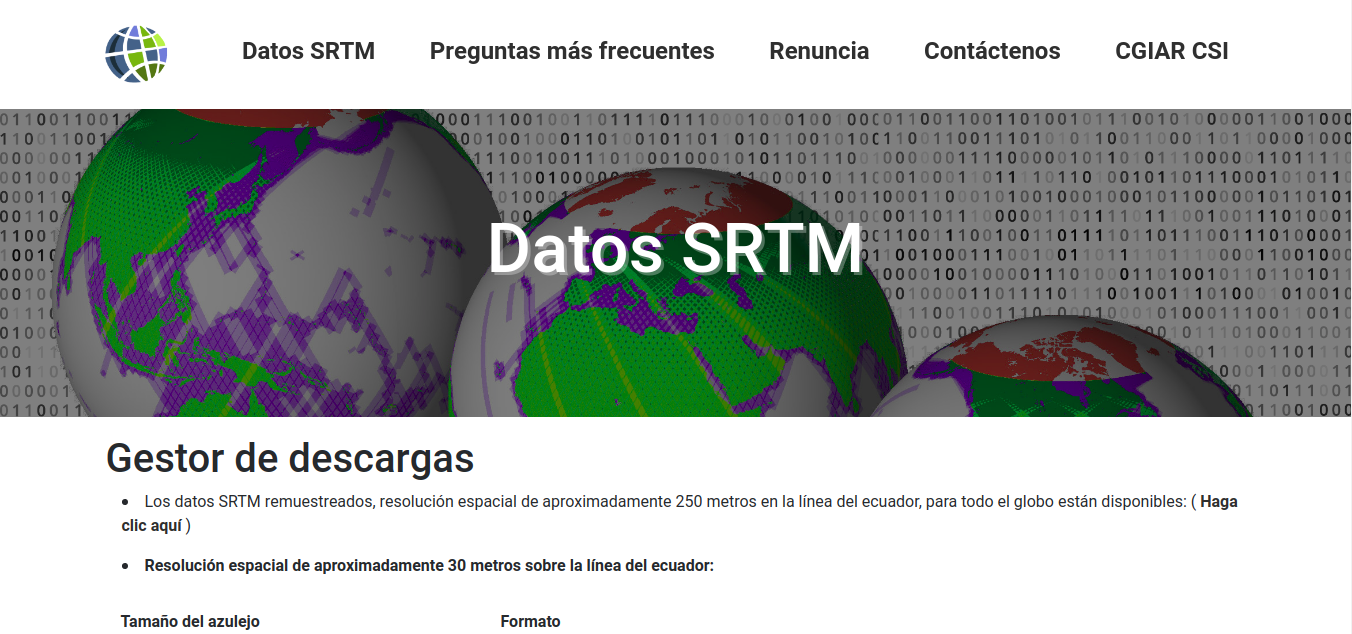 Datos SRTM Preguntas más frecuentes Renuncia Contáctenos CGIAR CSI
Datos SRTM
Gestor de descargas
• Los datos SRTM remuestreados, resolución espacial de aproximadamente 250 metros en la línea del ecuador, para todo el globo están disponibles: ( Haga
clic aquí )
• Resolución espacial de aproximadamente 30 metros sobre la línea del ecuador:
Tamaño del azulejo Formato